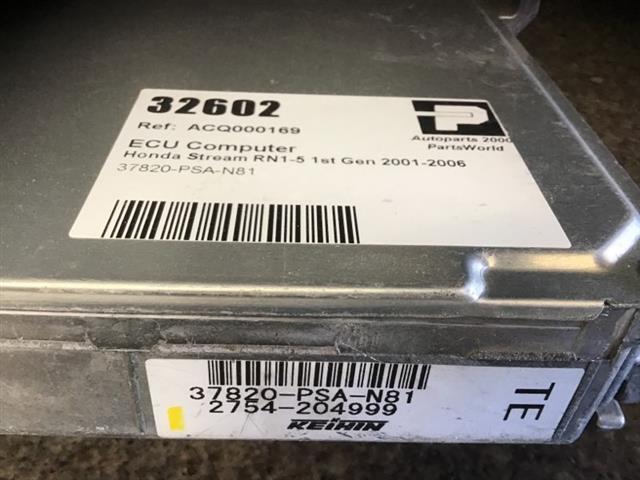 32602
Ref: ACQ000169
ECU Computer
Honda Stream RN1-5 1st Gen 2001-2006
37820-PSA-N81
P
Autoparts 2000
PartsWorld
37820-PSA-N81
2754-204999
KEIHIN
TE